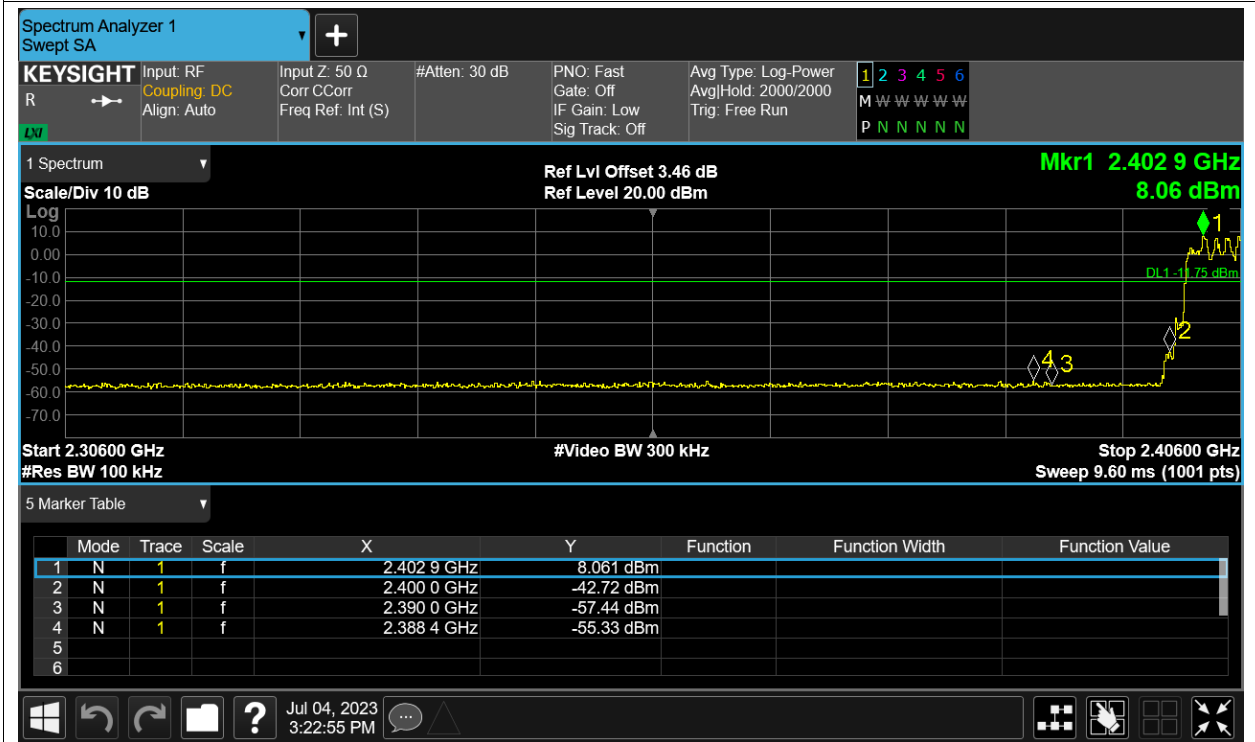 Spectrum Analyzer 1
Swept SA
+
KEYSIGHT Input: RF Input Z: 50 Ω #Atten: 30 dB PNO: Fast Avg Type: Log-Power 1 2 3 4 5 6
R Coupling: DC Corr CCorr Gate: Off Avg|Hold: 2000/2000 M W W W W W
Align: Auto Freq Ref: Int (S) IF Gain: Low Trig: Free Run
LXI Sig Track: Off P N N N N N
1 Spectrum Ref Lvl Offset 3.46 dB Mkr1 2.402 9 GHz
Scale/Div 10 dB Ref Level 20.00 dBm 8.06 dBm
Log
1
10.0
0.00
DL1 -11.75 dBm
-10.0
-20.0
-30.0
2
-40.0
4 3
-50.0
-60.0
-70.0
Start 2.30600 GHz #Video BW 300 kHz Stop 2.40600 GHz
#Res BW 100 kHz Sweep 9.60 ms (1001 pts)
5 Marker Table
Mode Trace Scale X Y Function Function Width Function Value
1 N 1 f 2.402 9 GHz 8.061 dBm
2 N 1 f 2.400 0 GHz -42.72 dBm
3 N 1 f 2.390 0 GHz -57.44 dBm
4 N 1 f 2.388 4 GHz -55.33 dBm
5
6
? Jul 04, 2023
3:22:55 PM